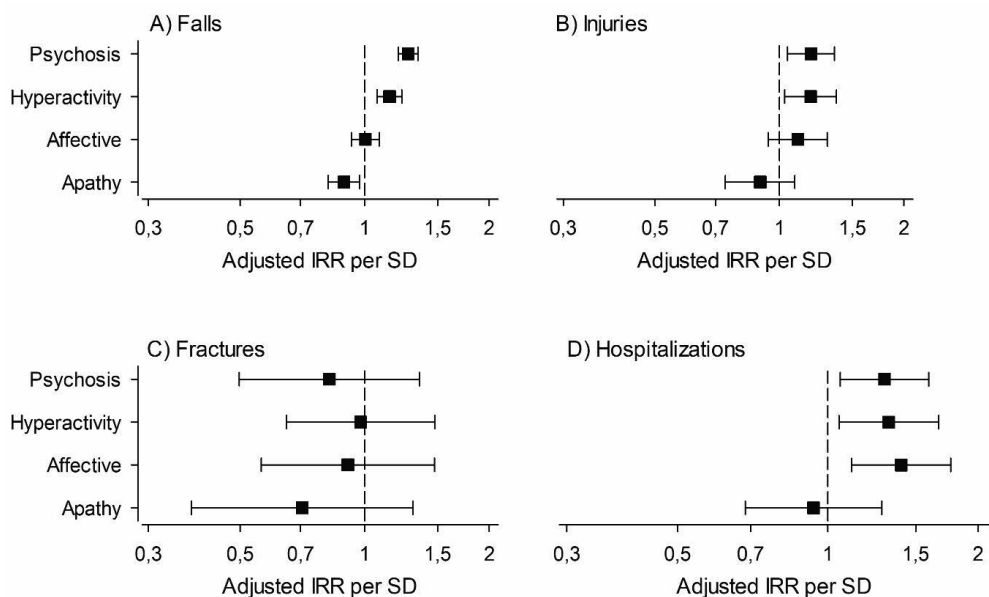 A) Falls
Psychosis
Hyperactivity
Affective
Apathy
0,3 0,5 0,7 1 1,5 2
Adjusted IRR per SD
B) Injuries
0,3 0,5 0,7 1 1,5 2
Adjusted IRR per SD
C) Fractures
Psychosis
Hyperactivity
Affective
Apathy
0,3 0,5 0,7 1 1,5 2
Adjusted IRR per SD
D) Hospitalizations
0,3 0,5 0,7 1 1,5 2
Adjusted IRR per SD